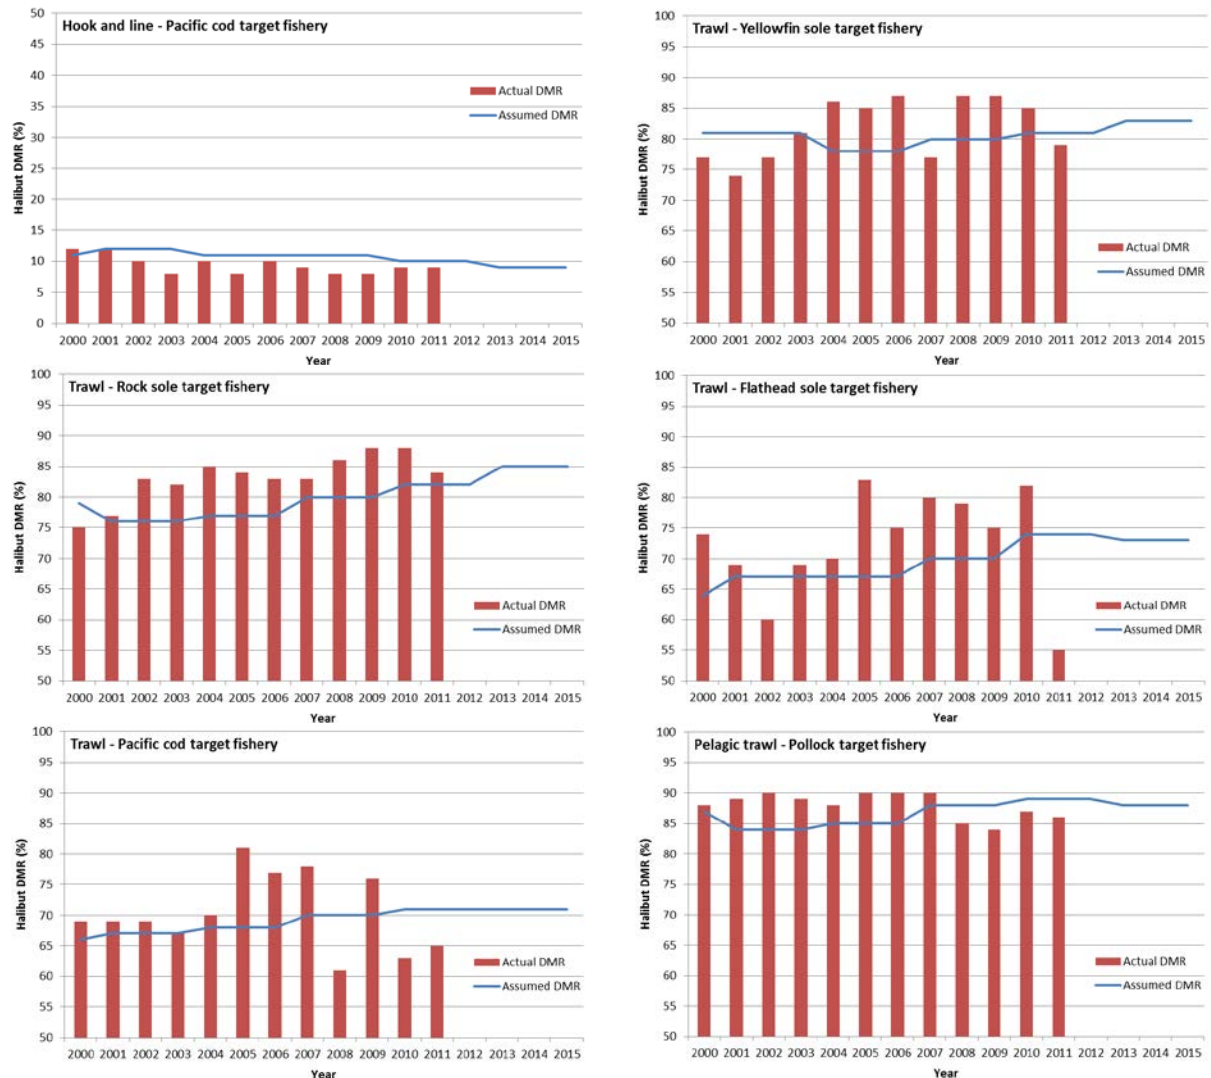 Hook and line - Pacific cod target fishery
Halibut DMR (%)
50
45
40
35
30
25
20
15
10
5
0
Actual DMR
Assumed DMR
2000 2001 2002 2003 2004 2005 2006 2007 2008 2009 2010 2011 2012 2013 2014 2015
Year
Trawl - Yellowfin sole target fishery
Halibut DMR (%)
100
95
90
85
80
75
70
65
60
55
50
Actual DMR
Assumed DMR
2000 2001 2002 2003 2004 2005 2006 2007 2008 2009 2010 2011 2012 2013 2014 2015
Year
Trawl - Rock sole target fishery
Halibut DMR (%)
100
95
90
85
80
75
70
65
60
55
50
Actual DMR
Assumed DMR
2000 2001 2002 2003 2004 2005 2006 2007 2008 2009 2010 2011 2012 2013 2014 2015
Year
Trawl - Flathead sole target fishery
Halibut DMR (%)
100
95
90
85
80
75
70
65
60
55
50
Actual DMR
Assumed DMR
2000 2001 2002 2003 2004 2005 2006 2007 2008 2009 2010 2011 2012 2013 2014 2015
Year
Trawl - Pacific cod target fishery
Halibut DMR (%)
100
95
90
85
80
75
70
65
60
55
50
Actual DMR
Assumed DMR
2000 2001 2002 2003 2004 2005 2006 2007 2008 2009 2010 2011 2012 2013 2014 2015
Year
Pelagic trawl - Pollock target fishery
Halibut DMR (%)
100
95
90
85
80
75
70
65
60
55
50
Actual DMR
Assumed DMR
2000 2001 2002 2003 2004 2005 2006 2007 2008 2009 2010 2011 2012 2013 2014 2015
Year